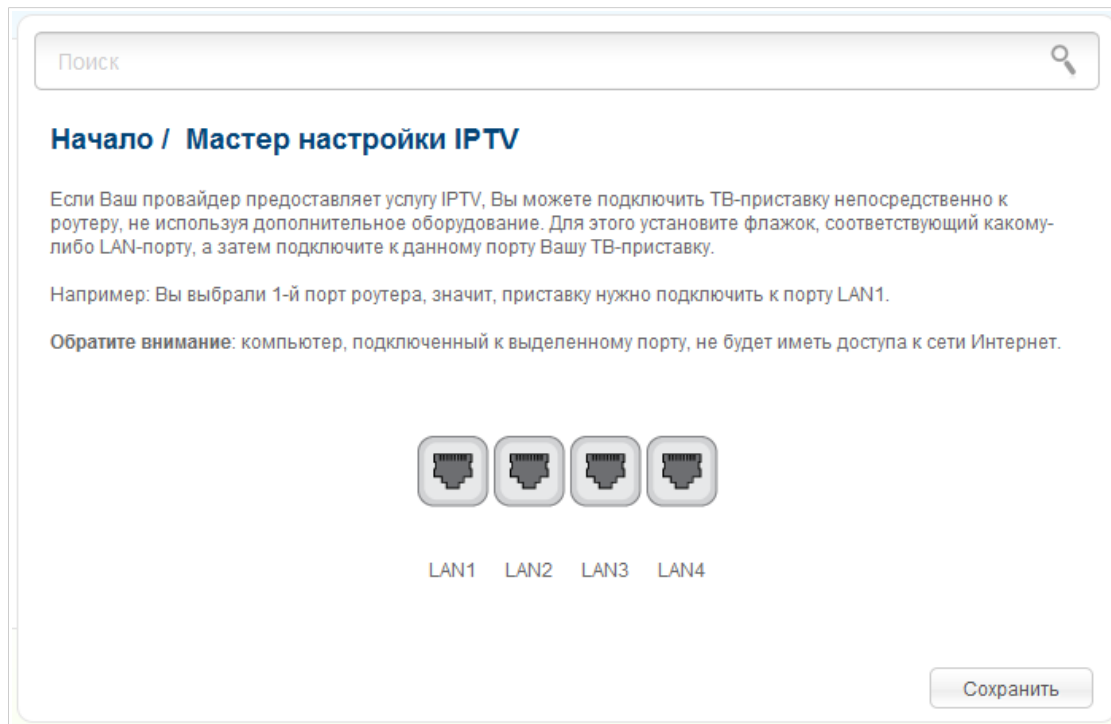 Поиск
Начало / Мастер настройки IPTV
Если Ваш провайдер предоставляет услугу IPTV, Вы можете подключить ТВ-приставку непосредственно к
роутеру, не используя дополнительное оборудование. Для этого установите флажок, соответствующий какому-
либо LAN-порту, а затем подключите к данному порту Вашу ТВ-приставку.
Например: Вы выбрали 1-й порт роутера, значит, приставку нужно подключить к порту LAN1.
Обратите внимание: компьютер, подключенный к выделенному порту, не будет иметь доступа к сети Интернет.
LAN1 LAN2 LAN3 LAN4
Сохранить